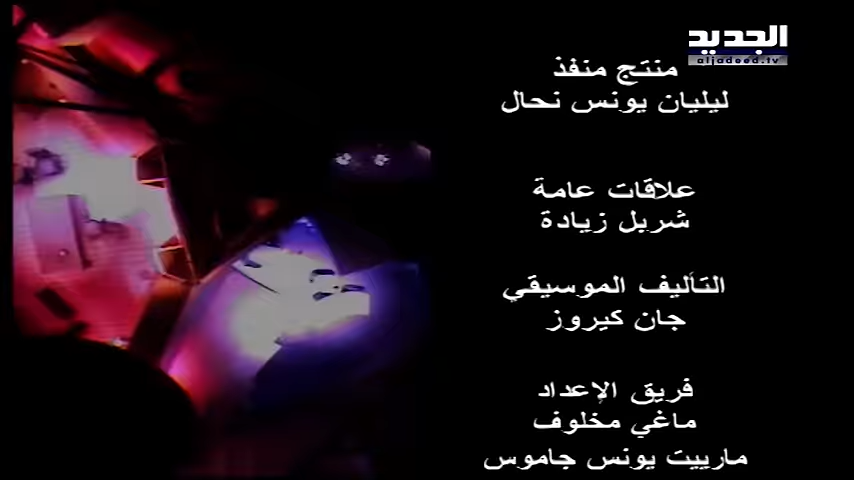 الجديد
aljadeed.tv
منتج منفذ
ليليان يونس نحال
علاقات عامة
شربل زيادة
التأليف الموسيقي
جان كيروز
فريق الإعداد
ماغي مخلوف
مارييت يونس جاموس